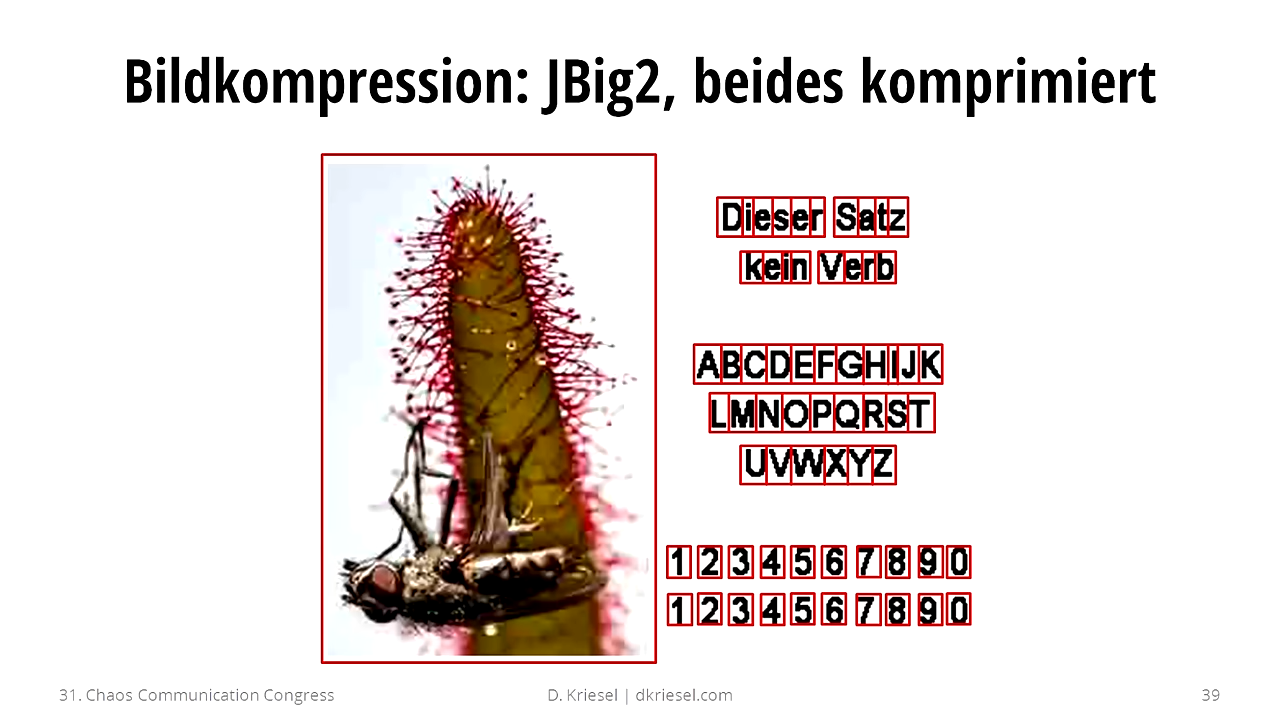 Bildkompression: JBig2, beides komprimiert
Dieser Satz
kein Verb
ABCDEFGHIJK
LMNOPQRST
UVWXYZ
1 2 3 4 5 6 7 8 9 0
1 2 3 4 5 6 7 8 9 0
31. Chaos Communication Congress
D. Kriesel | dkriesel.com
39